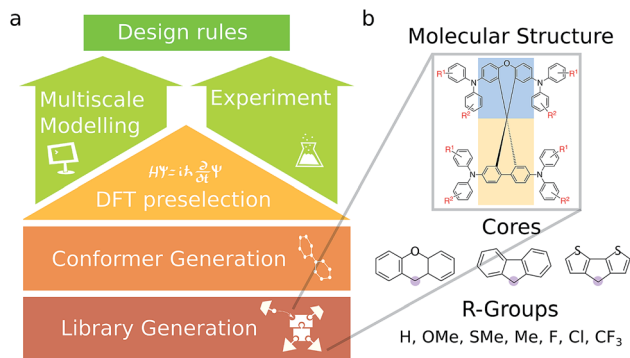 a
Design rules
Multiscale
Modelling
Experiment
HΨ=iℏ ∂/∂t Ψ
DFT preselection
Conformer Generation
Library Generation
b
Molecular Structure
R¹
O
R¹
N
N
R²
R²
R¹
R¹
N
N
R²
R²
Cores
O
S
S
R-Groups
H, OMe, SMe, Me, F, Cl, CF₃